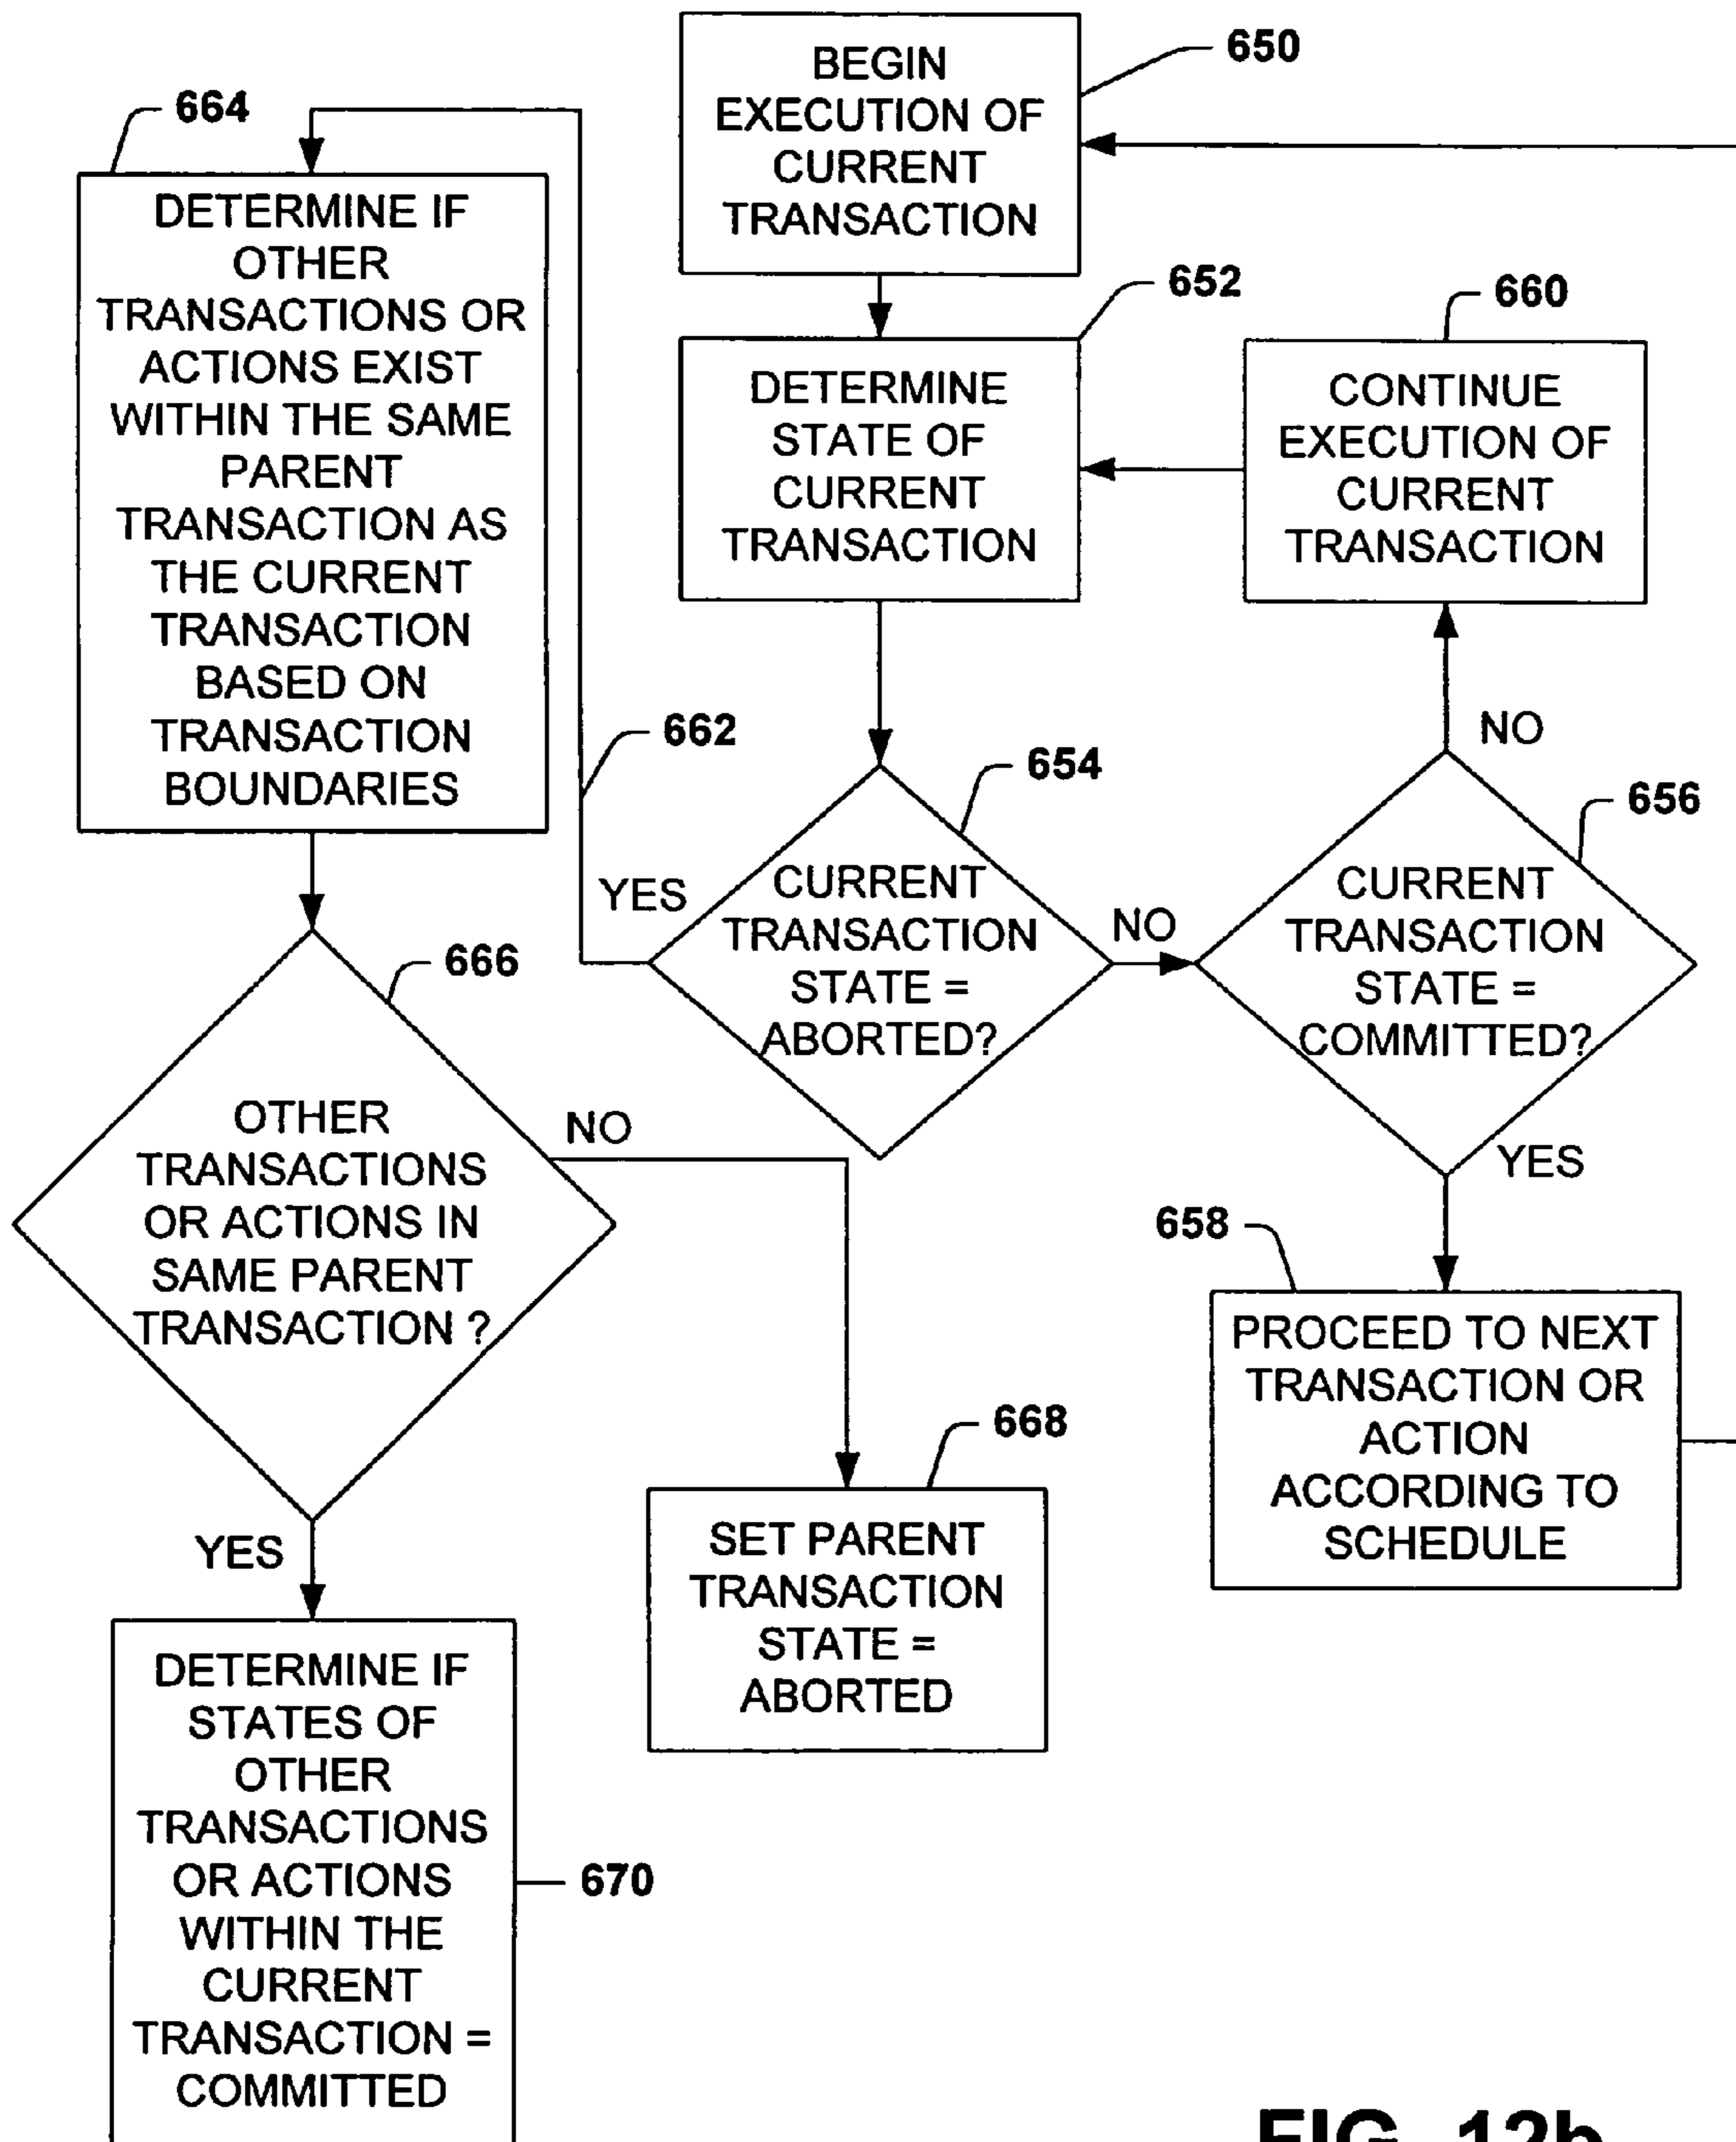 650
BEGIN
EXECUTION OF
CURRENT
TRANSACTION
652
DETERMINE
STATE OF
CURRENT
TRANSACTION
660
CONTINUE
EXECUTION OF
CURRENT
TRANSACTION
664
DETERMINE IF
OTHER
TRANSACTIONS OR
ACTIONS EXIST
WITHIN THE SAME
PARENT
TRANSACTION AS
THE CURRENT
TRANSACTION
BASED ON
TRANSACTION
BOUNDARIES
662
654
YES
CURRENT
TRANSACTION
STATE =
ABORTED?
NO
656
NO
CURRENT
TRANSACTION
STATE =
COMMITTED?
YES
658
PROCEED TO NEXT
TRANSACTION OR
ACTION
ACCORDING TO
SCHEDULE
666
OTHER
TRANSACTIONS
OR ACTIONS IN
SAME PARENT
TRANSACTION ?
NO
668
SET PARENT
TRANSACTION
STATE =
ABORTED
YES
DETERMINE IF
STATES OF
OTHER
TRANSACTIONS
OR ACTIONS
WITHIN THE
CURRENT
TRANSACTION =
COMMITTED
670
FIG. 12b